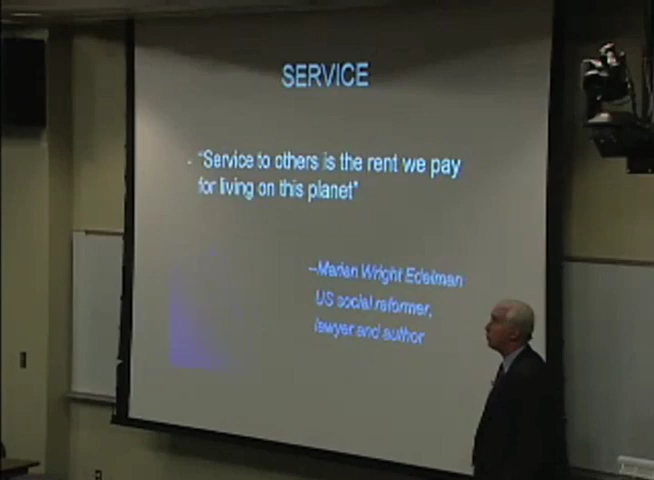 SERVICE
- "Service to others is the rent we pay
for living on this planet"
--Marian Wright Edelman
US social reformer,
lawyer and author